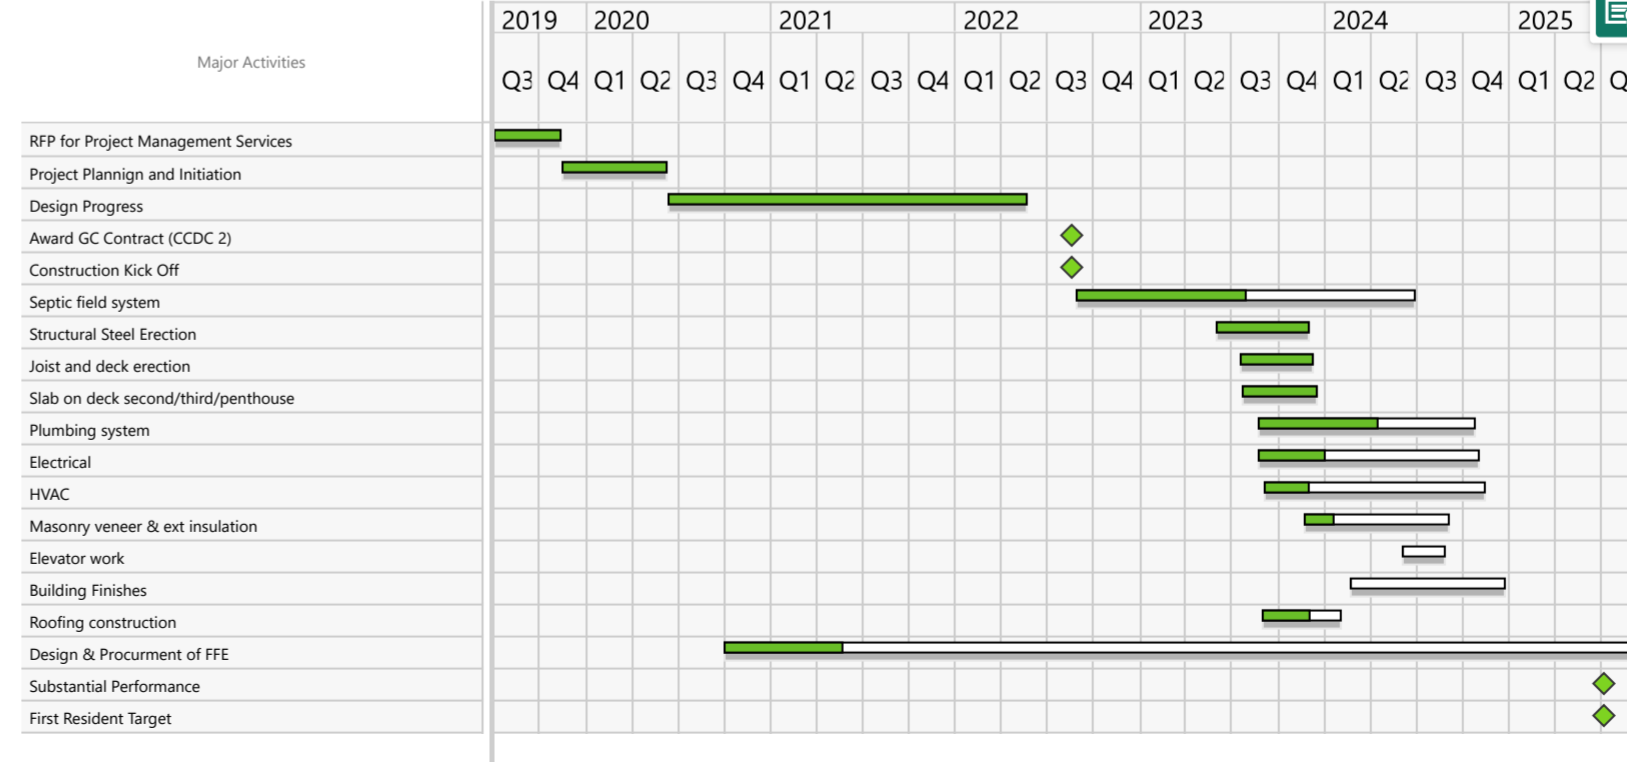 2019 2020 2021 2022 2023 2024 2025
Major Activities
Q3 Q4 Q1 Q2 Q3 Q4 Q1 Q2 Q3 Q4 Q1 Q2 Q3 Q4 Q1 Q2 Q3 Q4 Q1 Q2 Q3 Q4 Q1 Q2 Q
RFP for Project Management Services
Project Plannign and Initiation
Design Progress
Award GC Contract (CCDC 2)
Construction Kick Off
Septic field system
Structural Steel Erection
Joist and deck erection
Slab on deck second/third/penthouse
Plumbing system
Electrical
HVAC
Masonry veneer & ext insulation
Elevator work
Building Finishes
Roofing construction
Design & Procurment of FFE
Substantial Performance
First Resident Target